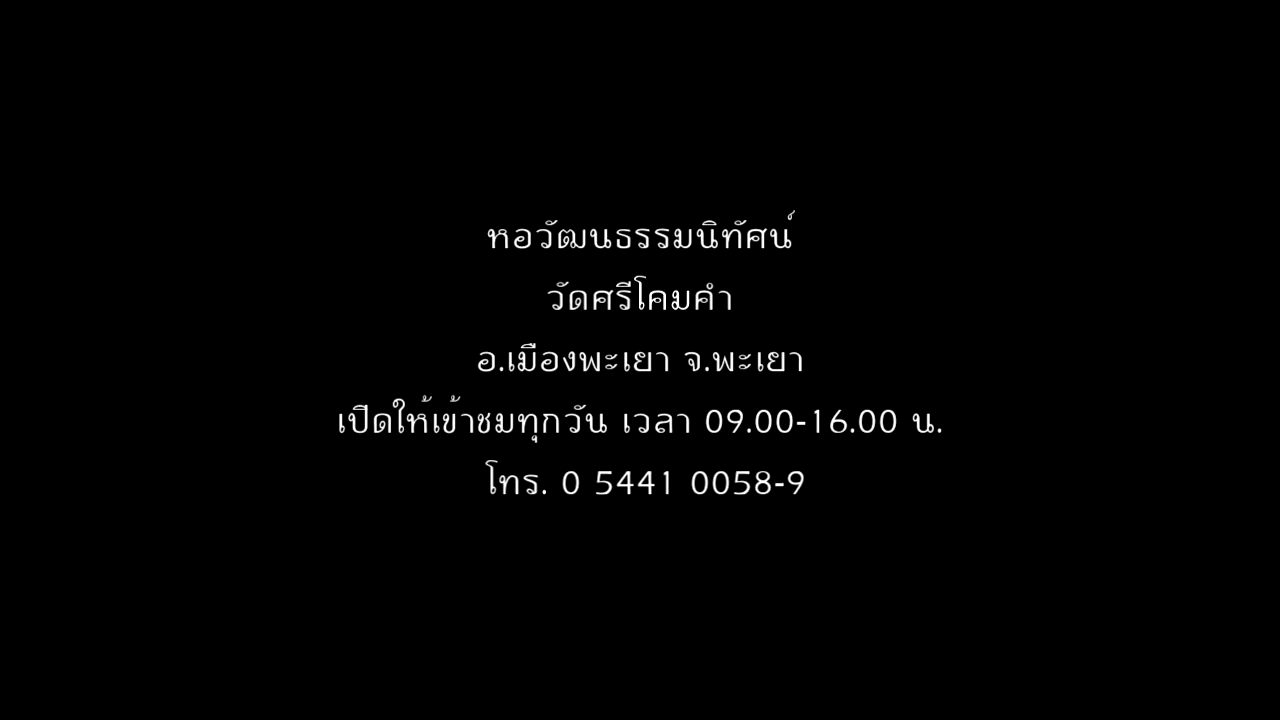 หอวัฒนธรรมนิทัศน์
วัดศรีโคมคำ
อ.เมืองพะเยา จ.พะเยา
เปิดให้เข้าชมทุกวัน เวลา 09.00-16.00 น.
โทร. 0 5441 0058-9